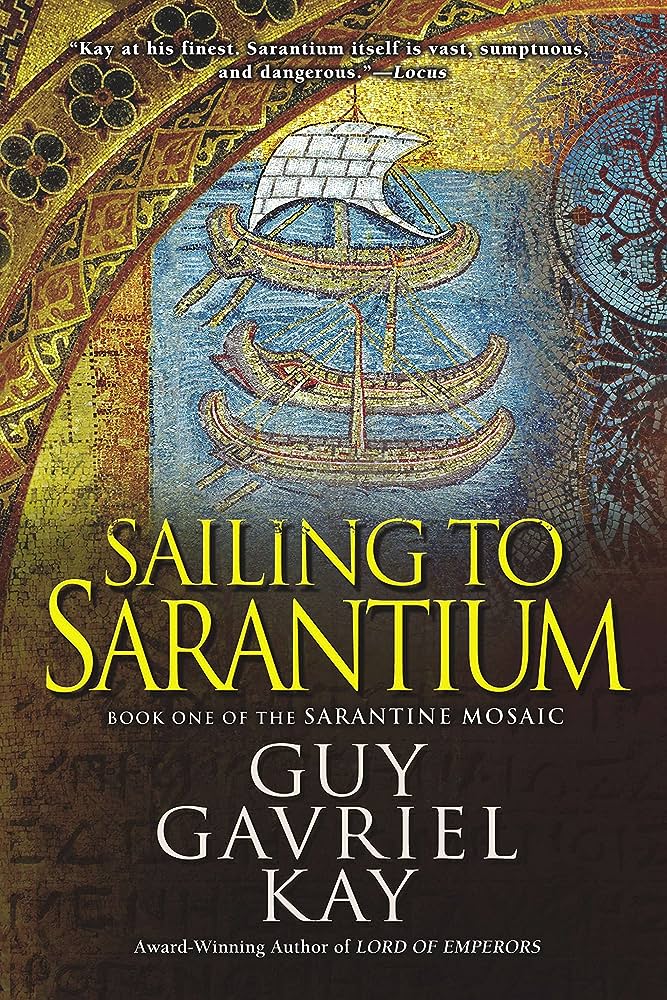 “Kay at his finest. Sarantium itself is vast, sumptuous,
and dangerous.”—Locus
SAILING TO
SARANTIUM
BOOK ONE OF THE SARANTINE MOSAIC
GUY
GAVRIEL
KAY
Award-Winning Author of LORD OF EMPERORS